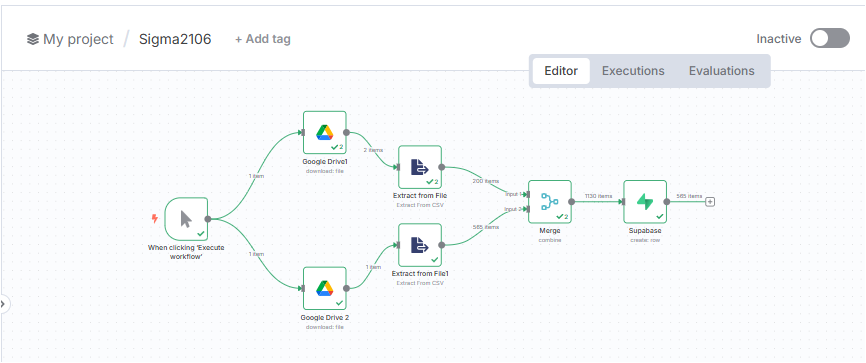 My project / Sigma2106 + Add tag
Inactive
Editor Executions Evaluations
2
Google Drive1
download: file
1 item
2 items
2
Extract from File
Extract From CSV
200 items
Input 1
Input 2
1130 items
585 items
2
Merge
combine
Supabase
create: row
When clicking 'Execute
workflow'
565 items
Extract from File1
Extract From CSV
1 item
1 item
Google Drive 2
download: file